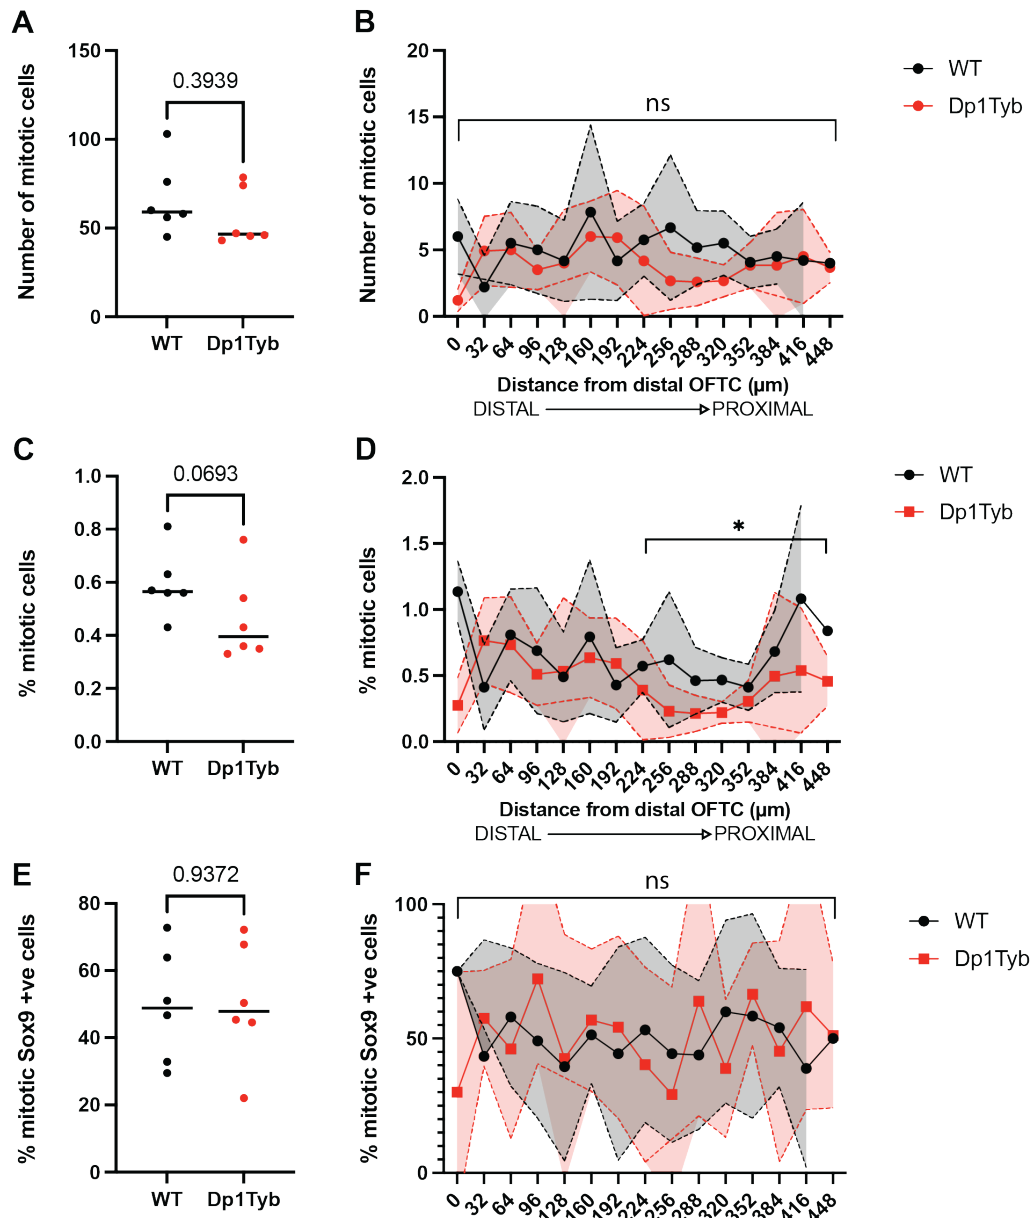 A
Number of mitotic cells
150
100
50
0
0.3939
WT
Dp1Tyb
B
Number of mitotic cells
20
15
10
5
0
ns
0
32
64
96
128
160
192
224
256
288
320
352
384
416
448
Distance from distal OFTC (µm)
DISTAL
PROXIMAL
WT
Dp1Tyb
C
% mitotic cells
1.0
0.8
0.6
0.4
0.2
0.0
0.0693
WT
Dp1Tyb
D
% mitotic cells
2.0
1.5
1.0
0.5
0.0
*
0
32
64
96
128
160
192
224
256
288
320
352
384
416
448
Distance from distal OFTC (µm)
DISTAL
PROXIMAL
WT
Dp1Tyb
E
% mitotic Sox9 +ve cells
80
60
40
20
0
0.9372
WT
Dp1Tyb
F
% mitotic Sox9 +ve cells
100
50
0
ns
0
32
64
96
128
160
192
224
256
288
320
352
384
416
448
WT
Dp1Tyb